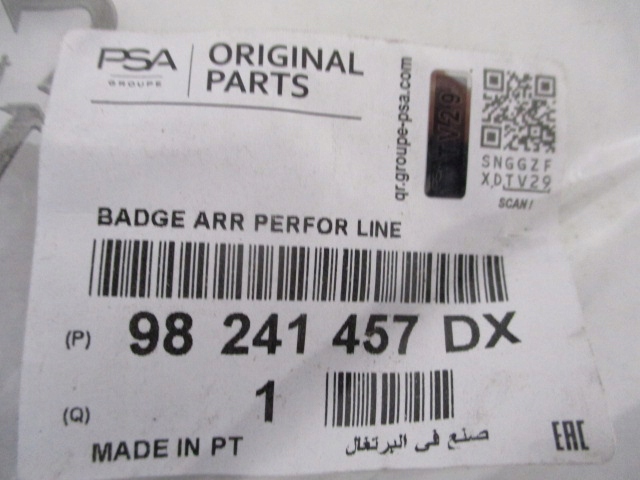 PSA
GROUPE
ORIGINAL
PARTS
qr.groupe-psa.com
TV29
SNGGZF
XDTV29
SCAN!
BADGE ARR PERFOR LINE
(P) 98 241 457 DX
(Q) 1
MADE IN PT
صنع في البرتغال
EAC